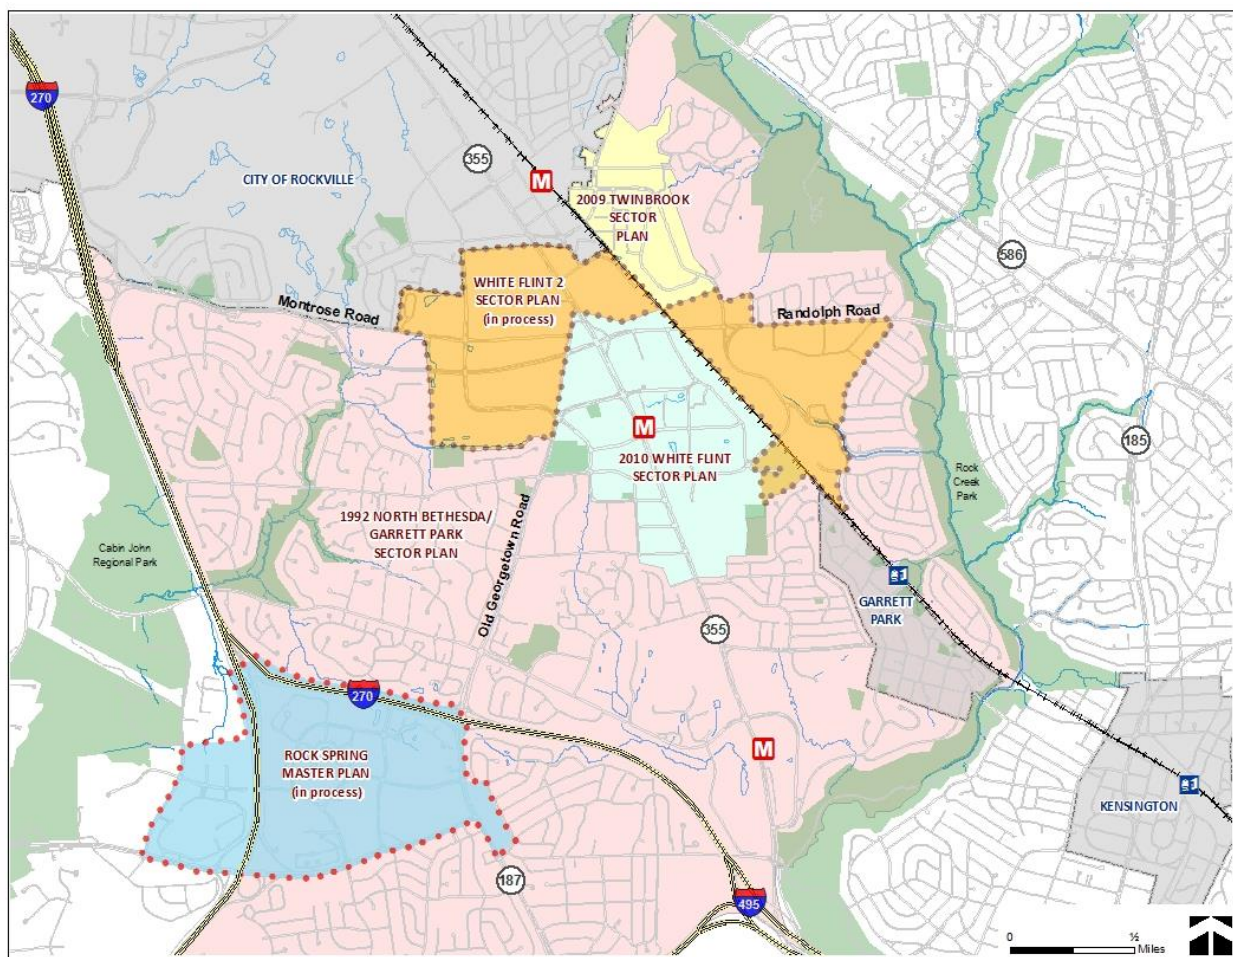 270
355
M
CITY OF ROCKVILLE
2009 TWINBROOK
SECTOR
PLAN
586
WHITE FLINT 2
SECTOR PLAN
(in process)
Montrose Road
Randolph Road
M
185
2010 WHITE FLINT
SECTOR PLAN
Rock
Creek
Park
1992 NORTH BETHESDA/
GARRETT PARK
SECTOR PLAN
Old Georgetown Road
Cabin John
Regional Park
GARRETT
PARK
355
270
M
ROCK SPRING
MASTER PLAN
(in process)
KENSINGTON
187
495
0
½
Miles